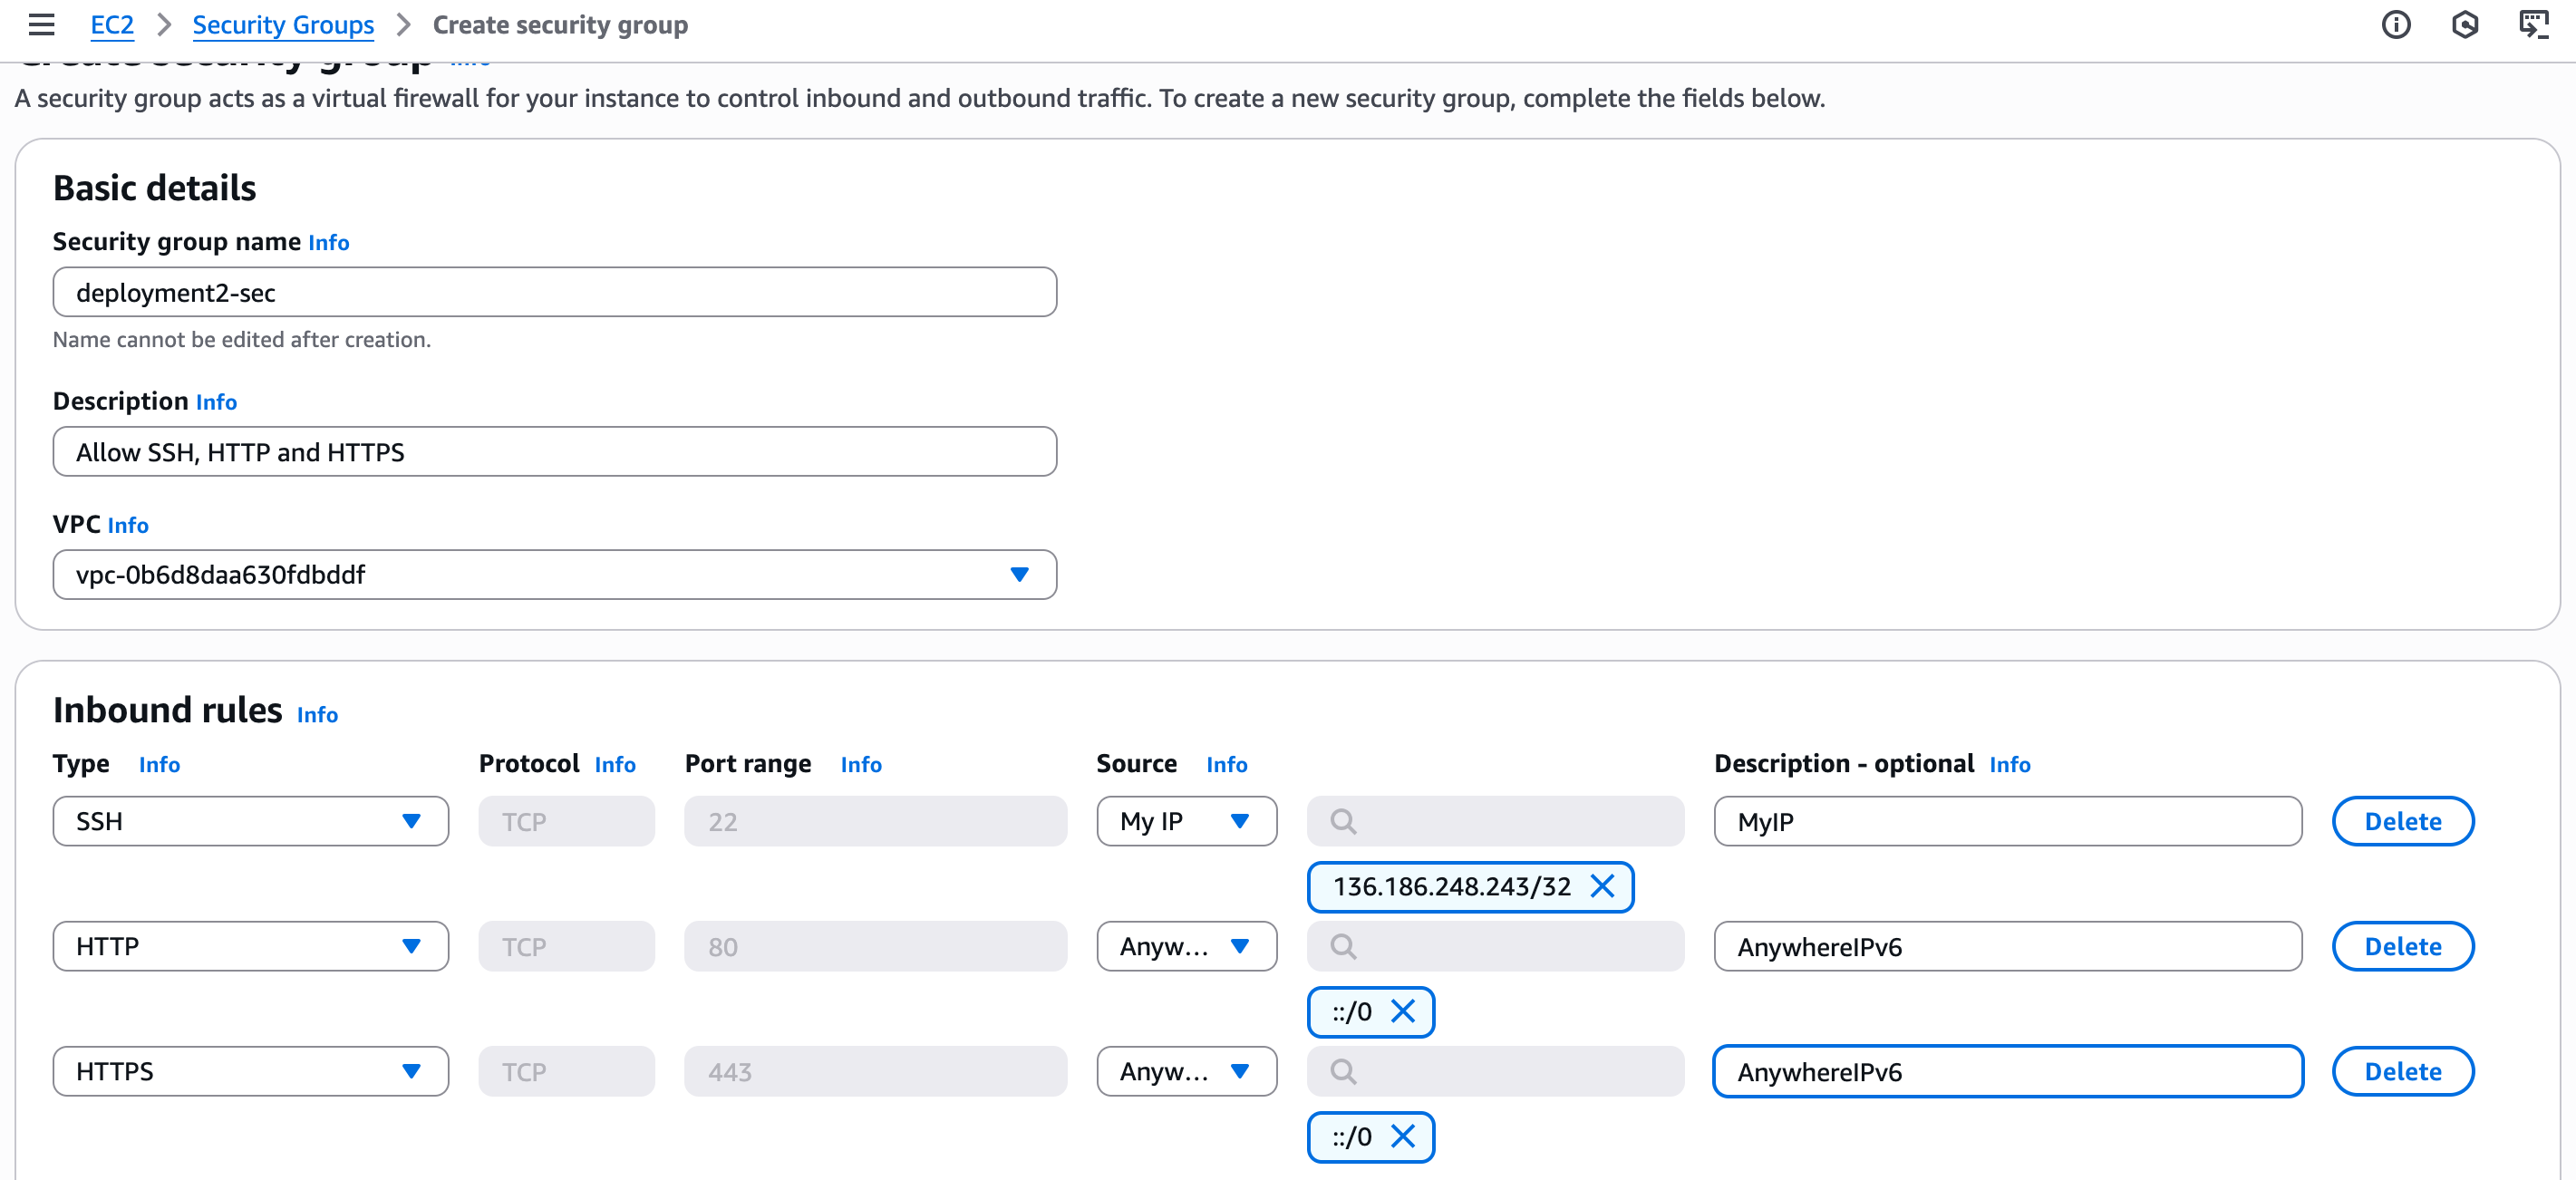 EC2 > Security Groups > Create security group
Create security group Info
A security group acts as a virtual firewall for your instance to control inbound and outbound traffic. To create a new security group, complete the fields below.
Basic details
Security group name Info
deployment2-sec
Name cannot be edited after creation.
Description Info
Allow SSH, HTTP and HTTPS
VPC Info
vpc-0b6d8daa630fdbddf
Inbound rules Info
Type Info Protocol Info Port range Info Source Info Description - optional Info
SSH TCP 22 My IP MyIP Delete
136.186.248.243/32
HTTP TCP 80 Anyw... AnywhereIPv6 Delete
::/0
HTTPS TCP 443 Anyw... AnywhereIPv6 Delete
::/0